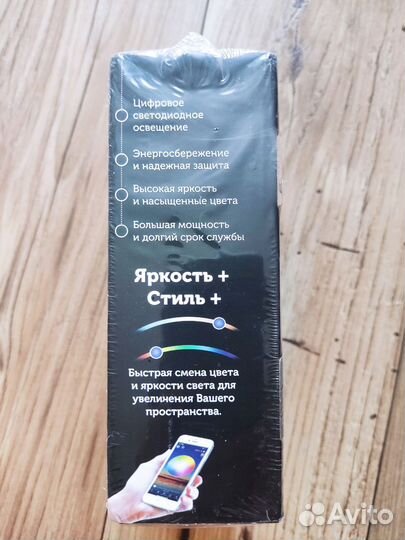 Цифровое
светодиодное
освещение
Энергосбережение
и надежная защита
Высокая яркость
и насыщенные цвета
Большая мощность
и долгий срок службы
Яркость +
Стиль +
Быстрая смена цвета
и яркости света для
увелинения Вашего
пространства.
Avito